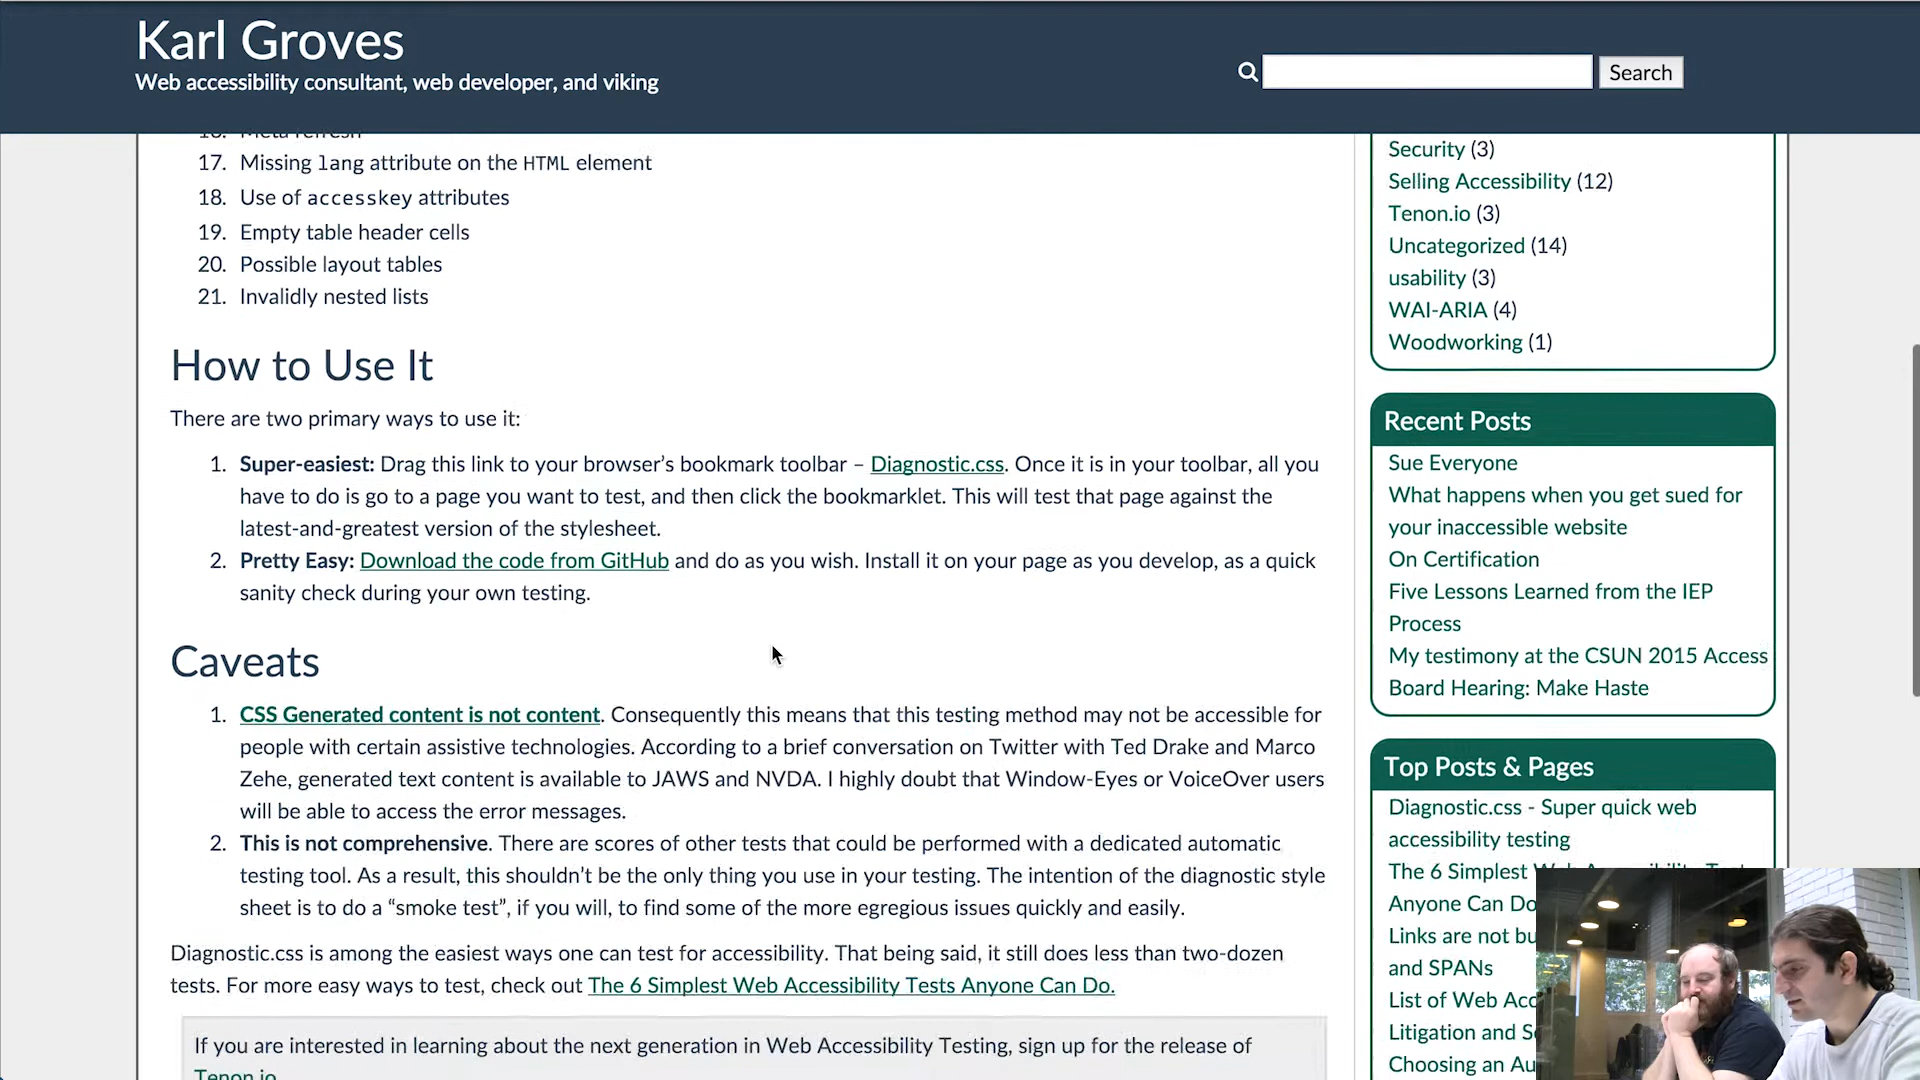 Karl Groves
Web accessibility consultant, web developer, and viking
Search
16. Meta refresh
17. Missing lang attribute on the HTML element
18. Use of accesskey attributes
19. Empty table header cells
20. Possible layout tables
21. Invalidly nested lists
How to Use It
There are two primary ways to use it:
1. Super-easiest: Drag this link to your browser’s bookmark toolbar – Diagnostic.css. Once it is in your toolbar, all you
have to do is go to a page you want to test, and then click the bookmarklet. This will test that page against the
latest-and-greatest version of the stylesheet.
2. Pretty Easy: Download the code from GitHub and do as you wish. Install it on your page as you develop, as a quick
sanity check during your own testing.
Caveats
1. CSS Generated content is not content. Consequently this means that this testing method may not be accessible for
people with certain assistive technologies. According to a brief conversation on Twitter with Ted Drake and Marco
Zehe, generated text content is available to JAWS and NVDA. I highly doubt that Window-Eyes or VoiceOver users
will be able to access the error messages.
2. This is not comprehensive. There are scores of other tests that could be performed with a dedicated automatic
testing tool. As a result, this shouldn’t be the only thing you use in your testing. The intention of the diagnostic style
sheet is to do a “smoke test”, if you will, to find some of the more egregious issues quickly and easily.
Diagnostic.css is among the easiest ways one can test for accessibility. That being said, it still does less than two-dozen
tests. For more easy ways to test, check out The 6 Simplest Web Accessibility Tests Anyone Can Do.
If you are interested in learning about the next generation in Web Accessibility Testing, sign up for the release of
Tenon.io
Security (3)
Selling Accessibility (12)
Tenon.io (3)
Uncategorized (14)
usability (3)
WAI-ARIA (4)
Woodworking (1)
Recent Posts
Sue Everyone
What happens when you get sued for
your inaccessible website
On Certification
Five Lessons Learned from the IEP
Process
My testimony at the CSUN 2015 Access
Board Hearing: Make Haste
Top Posts & Pages
Diagnostic.css - Super quick web
accessibility testing
The 6 Simplest Web Accessibility Test
Anyone Can Do
Links are not bu
and SPANs
List of Web Acc
Litigation and S
Choosing an Au